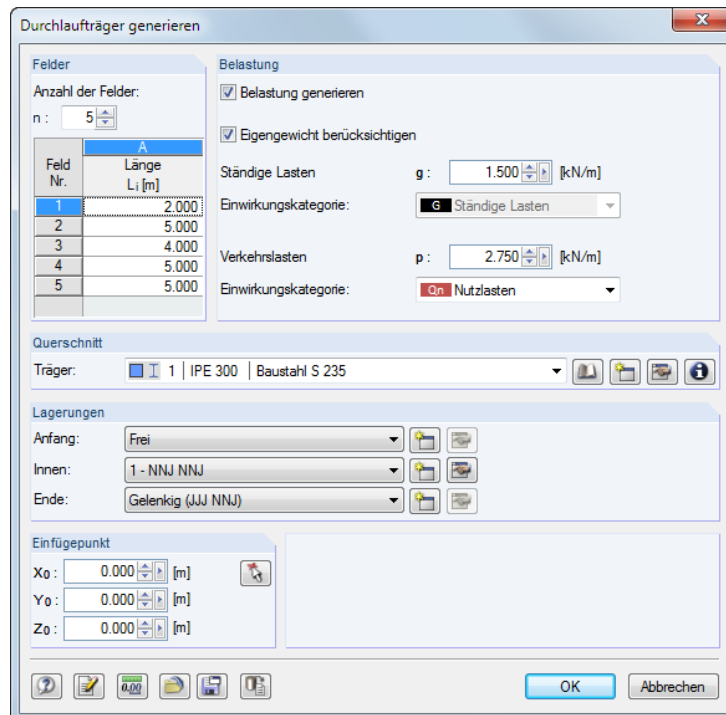 Durchlaufträger generieren
Felder
Anzahl der Felder:
n : 5
A
Feld Nr.
Länge
Li [m]
1 2.000
2 5.000
3 4.000
4 5.000
5 5.000
Belastung
Belastung generieren
Eigengewicht berücksichtigen
Ständige Lasten g : 1.500 [kN/m]
Einwirkungskategorie: G Ständige Lasten
Verkehrslasten p : 2.750 [kN/m]
Einwirkungskategorie: Qn Nutzlasten
Querschnitt
Träger: 1 | IPE 300 | Baustahl S 235
Lagerungen
Anfang: Frei
Innen: 1 - NNJ NNJ
Ende: Gelenkig (JJJ NNJ)
Einfügepunkt
X0 : 0.000 [m]
Y0 : 0.000 [m]
Z0 : 0.000 [m]
0,00
OK Abbrechen